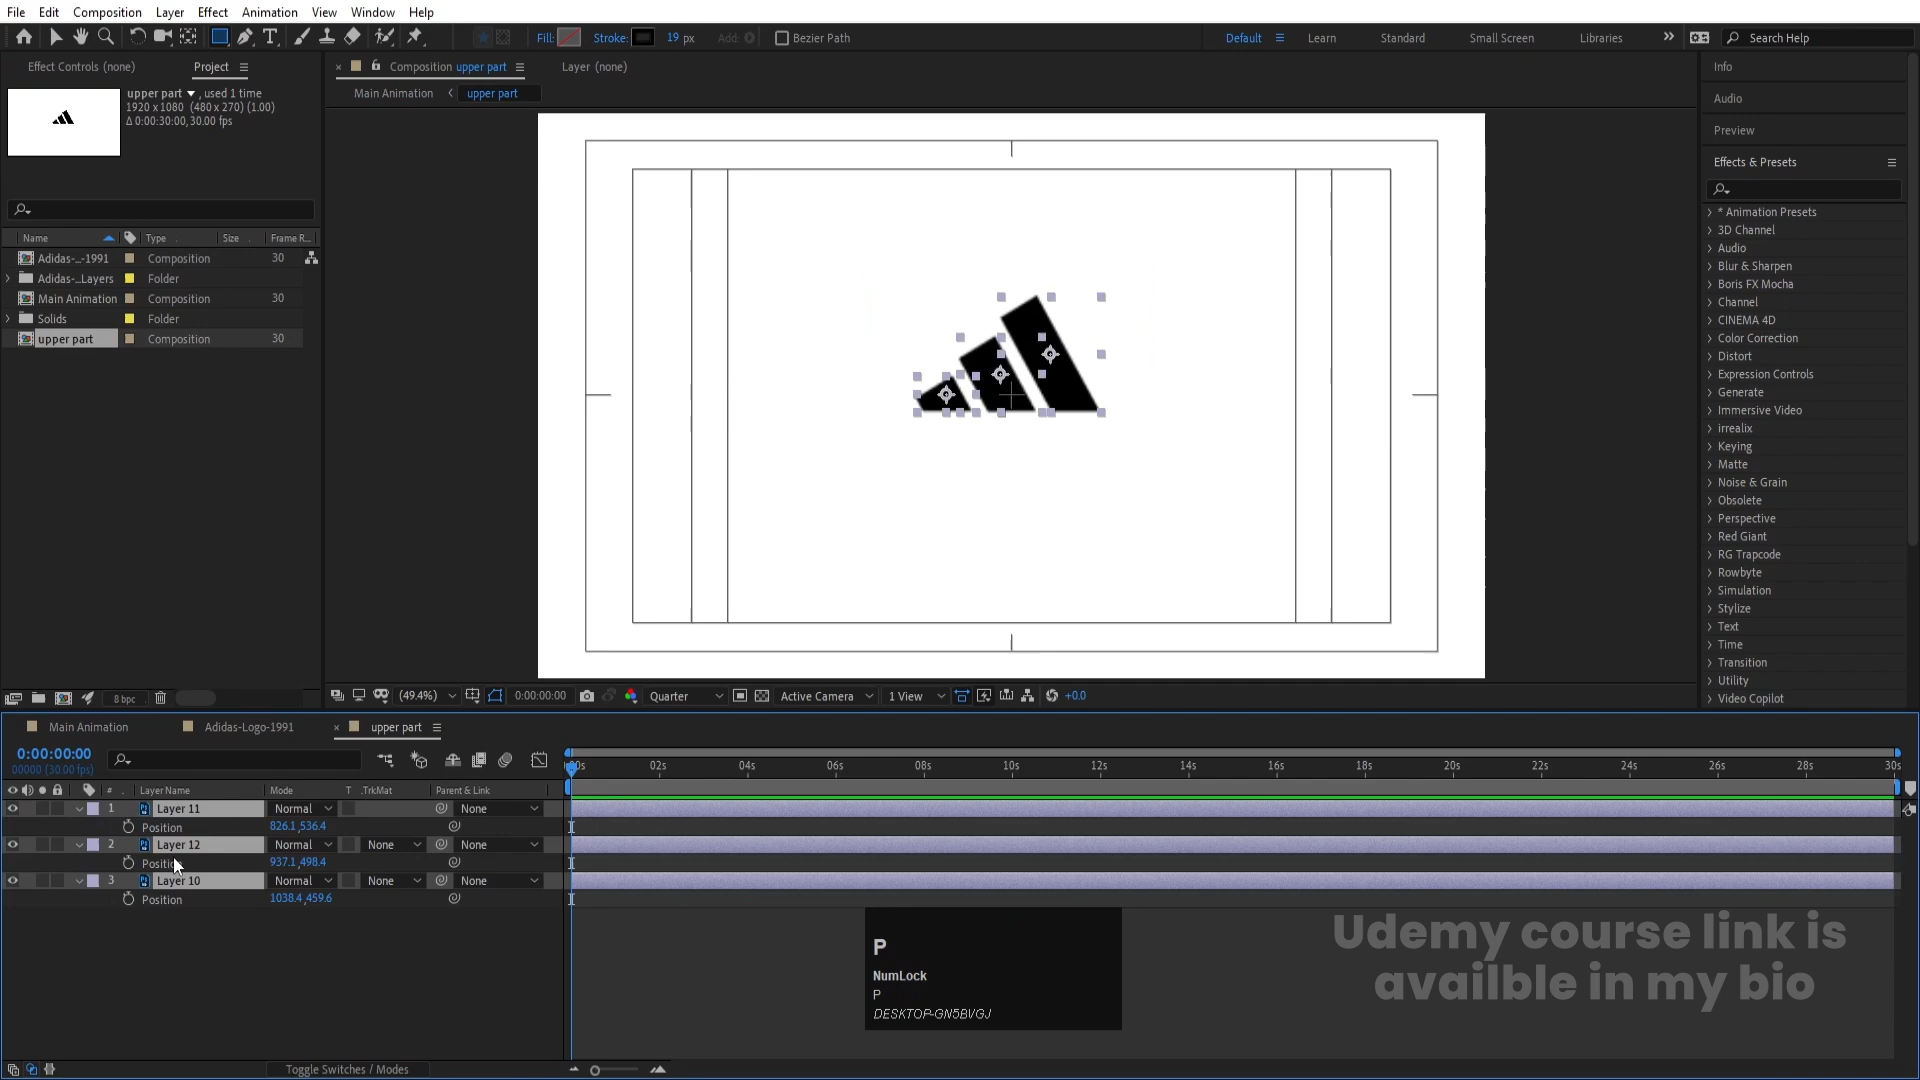 File Edit Composition Layer Effect Animation View Window Help
Fill: Stroke: 19 px Add: Bezier Path Default Learn Standard Small Screen Libraries Search Help
Effect Controls (none) Project
Composition upper part Layer (none)
Main Animation upper part
upper part , used 1 time
1920 x 1080 (480 x 270) (1.00)
Δ 0:00:30:00, 30.00 fps
Name Type Size Frame R...
Adidas-...-1991 Composition 30
Adidas-...Layers Folder
Main Animation Composition 30
Solids Folder
upper part Composition 30
8 bpc
(49.4%) 0:00:00:00 Quarter Active Camera 1 View +0.0
Info
Audio
Preview
Effects & Presets
* Animation Presets
3D Channel
Audio
Blur & Sharpen
Boris FX Mocha
Channel
CINEMA 4D
Color Correction
Distort
Expression Controls
Generate
Immersive Video
irrealix
Keying
Matte
Noise & Grain
Obsolete
Perspective
Red Giant
RG Trapcode
Rowbyte
Simulation
Stylize
Text
Time
Transition
Utility
Video Copilot
Main Animation Adidas-Logo-1991 upper part
0:00:00:00
00000 (30.00 fps)
02s 04s 06s 08s 10s 12s 14s 16s 18s 20s 22s 24s 26s 28s 30s
# Layer Name Mode T .TrkMat Parent & Link
1 Layer 11 Normal None
Position 826.1,536.4
2 Layer 12 Normal None None
Position 937.1,498.4
3 Layer 10 Normal None None
Position 1038.4,459.6
P
NumLock
P
DESKTOP-GN5BVGJ
Udemy course link is
availble in my bio
Toggle Switches / Modes